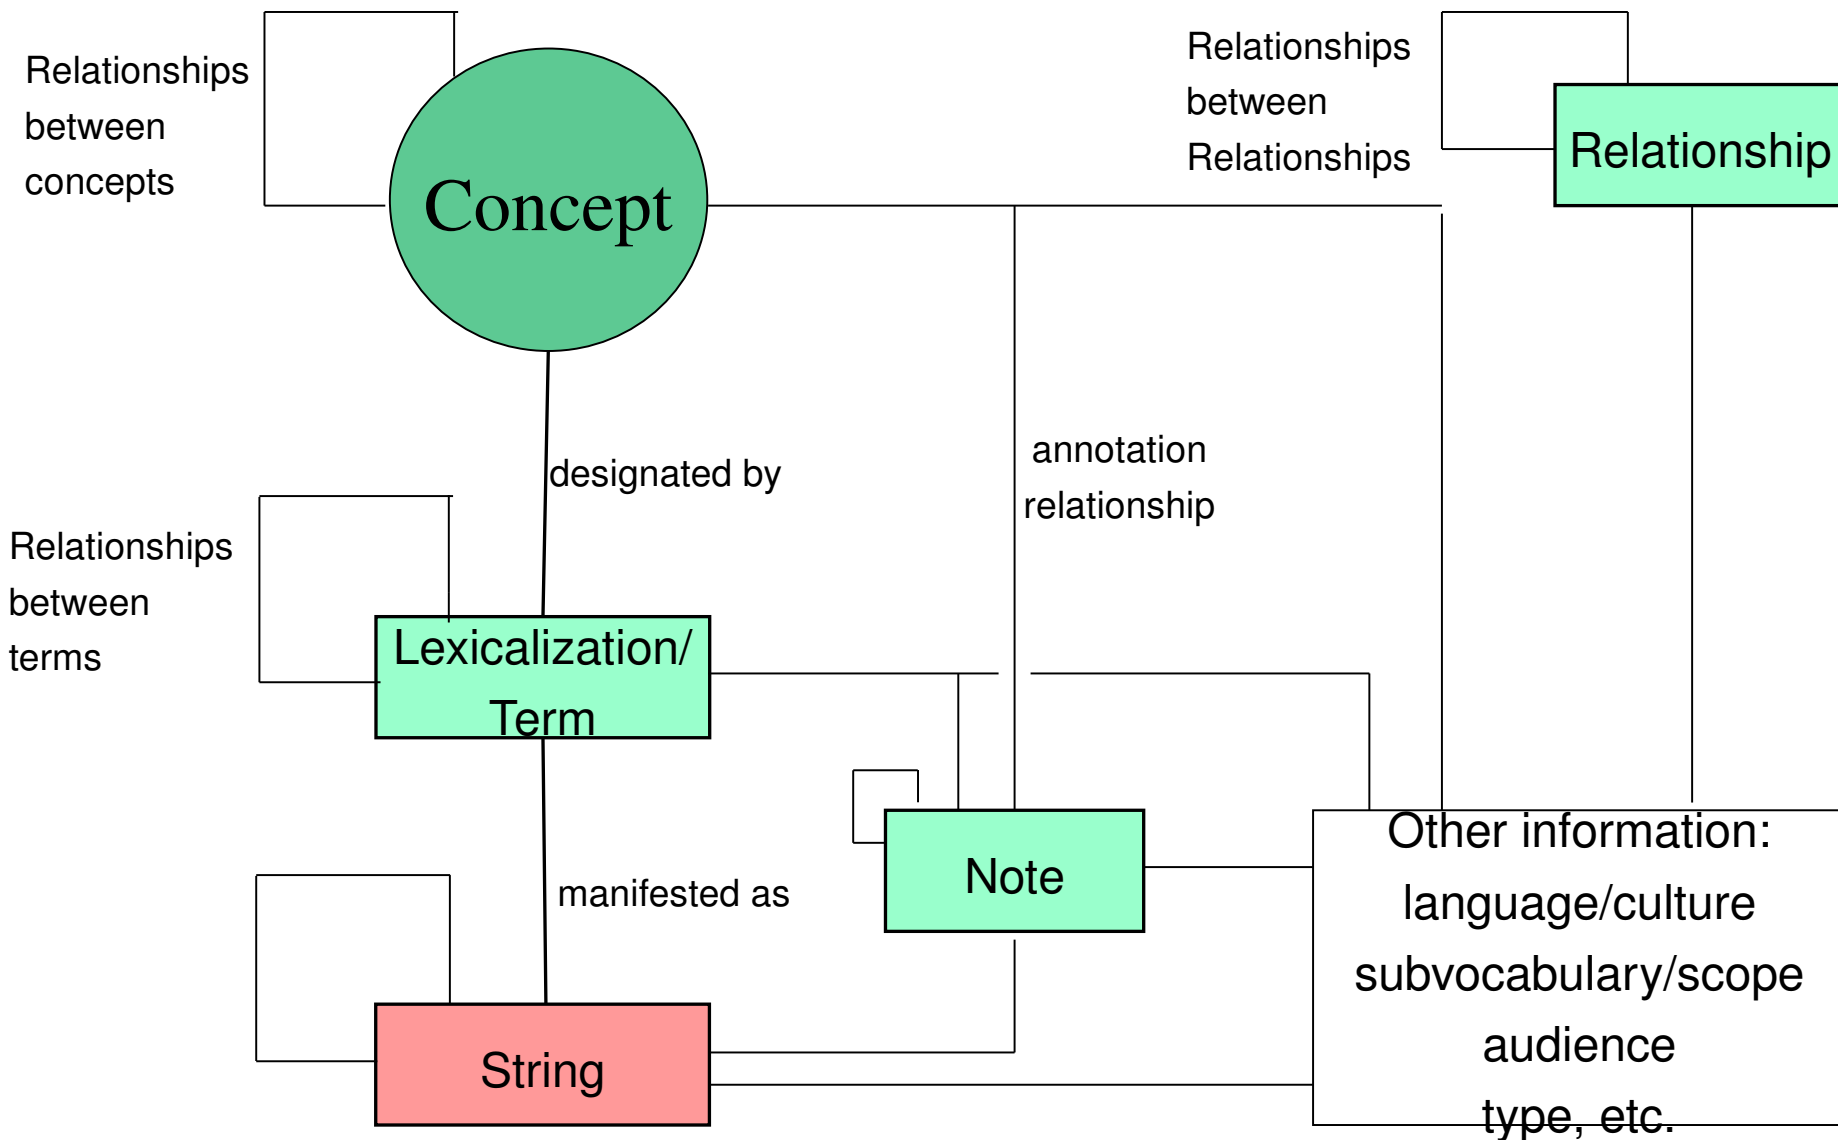 Relationships
between
concepts
Concept
Relationships
between
Relationships
Relationship
designated by
annotation
relationship
Relationships
between
terms
Lexicalization/
Term
manifested as
Note
String
Other information:
language/culture
subvocabulary/scope
audience
type, etc.